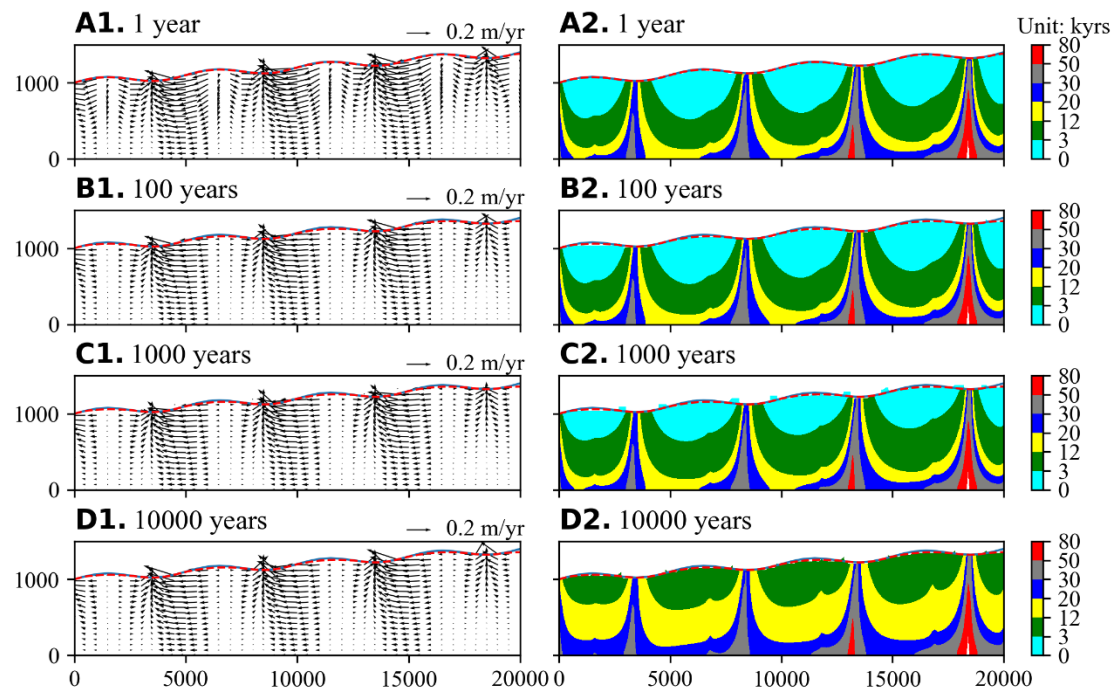 A1. 1 year
0.2 m/yr
A2. 1 year
Unit: kyrs
1000
0
80
50
30
20
12
3
0
B1. 100 years
0.2 m/yr
B2. 100 years
1000
0
80
50
30
20
12
3
0
C1. 1000 years
0.2 m/yr
C2. 1000 years
1000
0
80
50
30
20
12
3
0
D1. 10000 years
0.2 m/yr
D2. 10000 years
1000
0
80
50
30
20
12
3
0
0 5000 10000 15000 20000
0 5000 10000 15000 20000